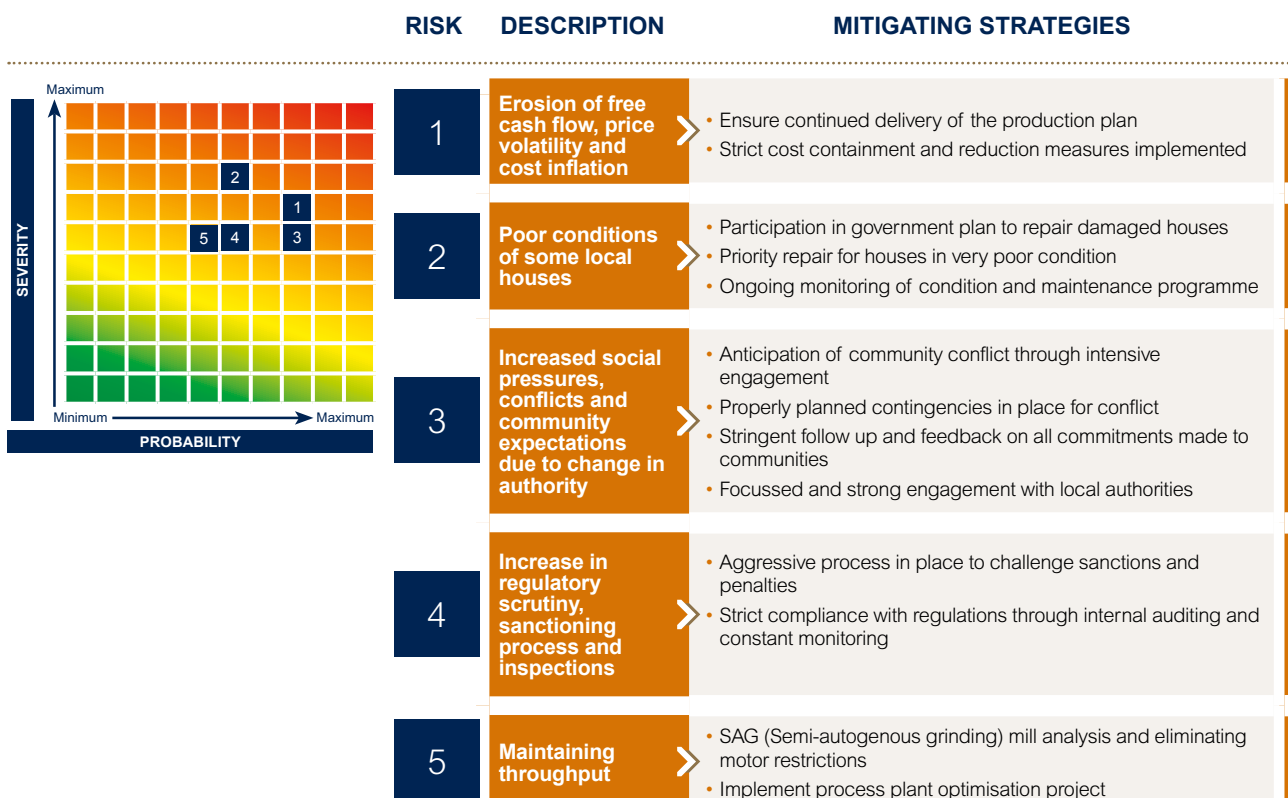 RISK DESCRIPTION MITIGATING STRATEGIES
Maximum
SEVERITY
2
1
5 4 3
Minimum Maximum
PROBABILITY
1
Erosion of free
cash flow, price
volatility and
cost inflation
• Ensure continued delivery of the production plan
• Strict cost containment and reduction measures implemented
2
Poor conditions
of some local
houses
• Participation in government plan to repair damaged houses
• Priority repair for houses in very poor condition
• Ongoing monitoring of condition and maintenance programme
3
Increased social
pressures,
conflicts and
community
expectations
due to change in
authority
• Anticipation of community conflict through intensive
engagement
• Properly planned contingencies in place for conflict
• Stringent follow up and feedback on all commitments made to
communities
• Focussed and strong engagement with local authorities
4
Increase in
regulatory
scrutiny,
sanctioning
process and
inspections
• Aggressive process in place to challenge sanctions and
penalties
• Strict compliance with regulations through internal auditing and
constant monitoring
5
Maintaining
throughput
• SAG (Semi-autogenous grinding) mill analysis and eliminating
motor restrictions
• Implement process plant optimisation project